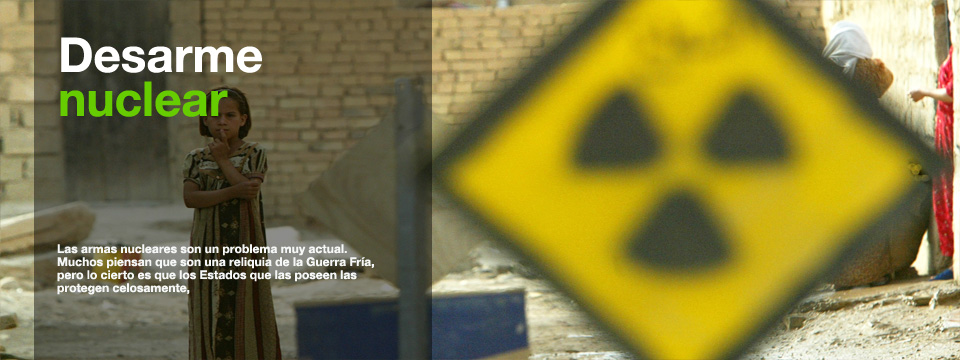 Desarme
nuclear
Las armas nucleares son un problema muy actual.
Muchos piensan que son una reliquia de la Guerra Fría,
pero lo cierto es que los Estados que las poseen las
protegen celosamente,